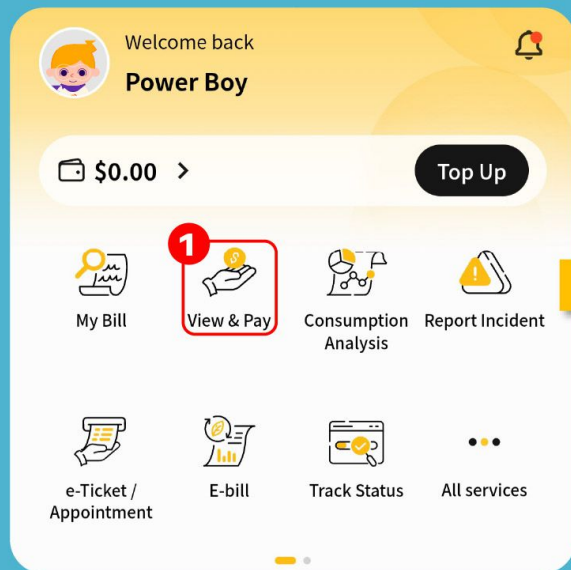 Welcome back
Power Boy
$0.00 >
Top Up
1
$
My Bill
View & Pay
Consumption
Analysis
Report Incident
e-Ticket /
Appointment
E-bill
Track Status
All services